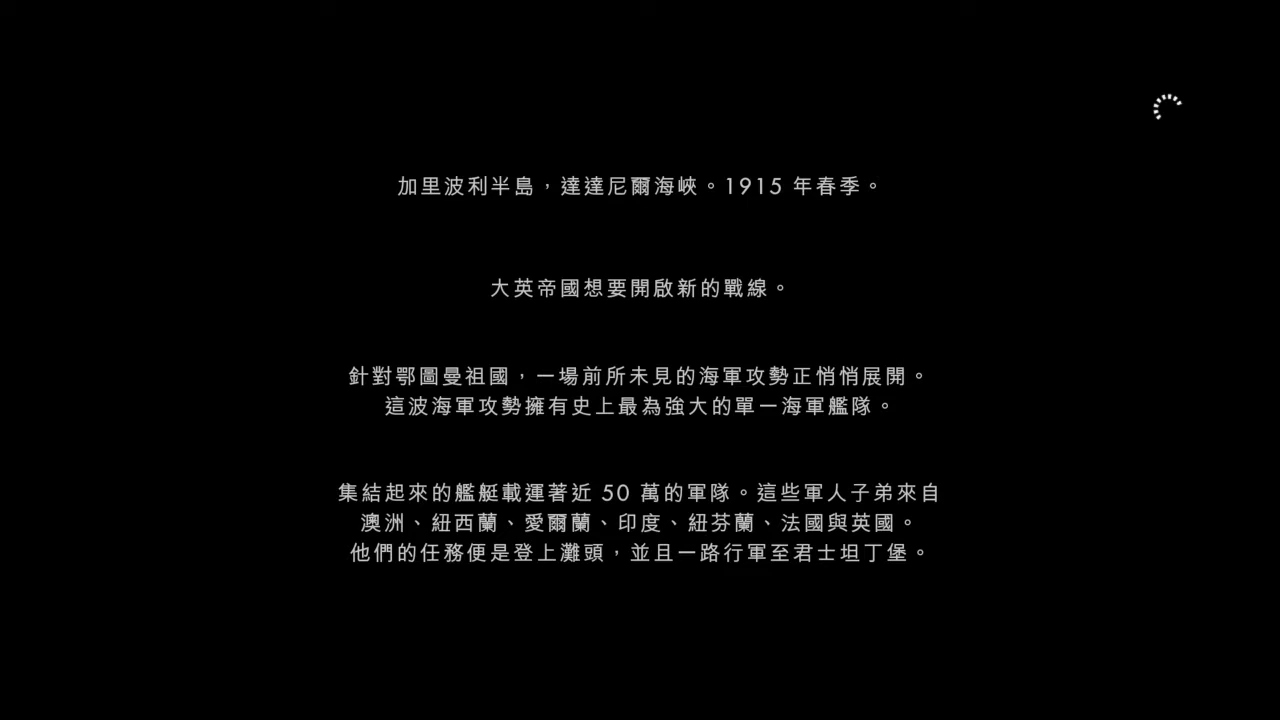 加里波利半島，達達尼爾海峽。1915 年春季。
大英帝國想要開啟新的戰線。
針對鄂圖曼祖國，一場前所未見的海軍攻勢正悄悄展開。
這波海軍攻勢擁有史上最為強大的單一海軍艦隊。
集結起來的艦艇載運著近 50 萬的軍隊。這些軍人子弟來自
澳洲、紐西蘭、愛爾蘭、印度、紐芬蘭、法國與英國。
他們的任務便是登上灘頭，並且一路行軍至君士坦丁堡。